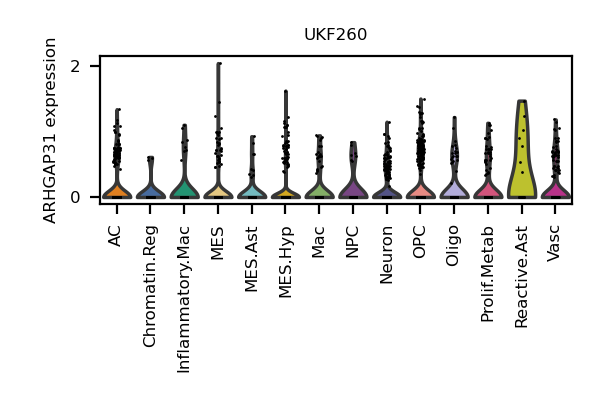 UKF260
ARHGAP31 expression
2
0
AC
Chromatin.Reg
Inflammatory.Mac
MES
MES.Ast
MES.Hyp
Mac
NPC
Neuron
OPC
Oligo
Prolif.Metab
Reactive.Ast
Vasc